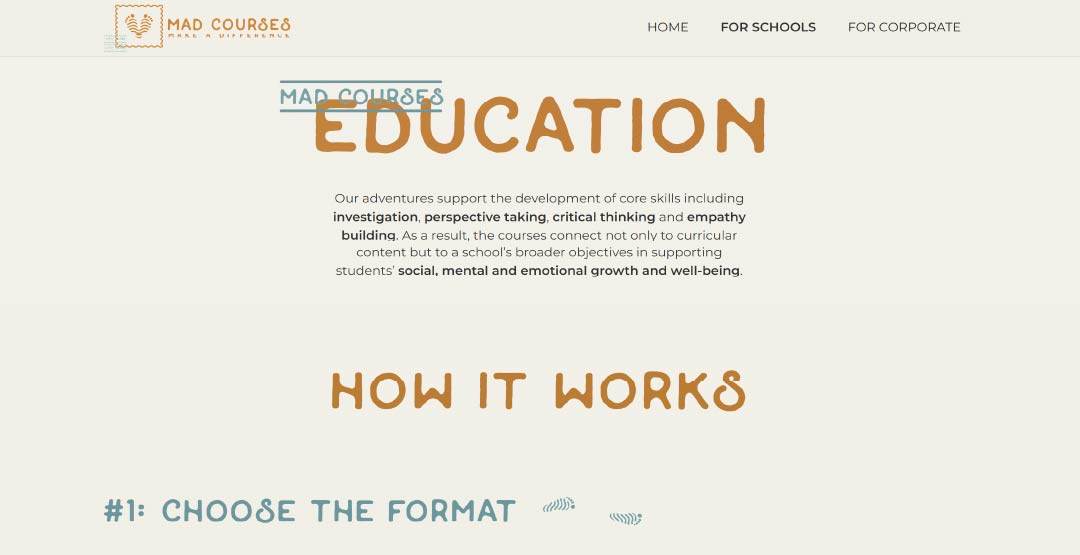 MAD COURSES
MAKE A DIFFERENCE
HOME
FOR SCHOOLS
FOR CORPORATE
MAD COURSES
EDUCATION
Our adventures support the development of core skills including
investigation, perspective taking, critical thinking and empathy
building. As a result, the courses connect not only to curricular
content but to a school's broader objectives in supporting
students' social, mental and emotional growth and well-being.
HOW IT WORKS
#1: CHOOSE THE FORMAT